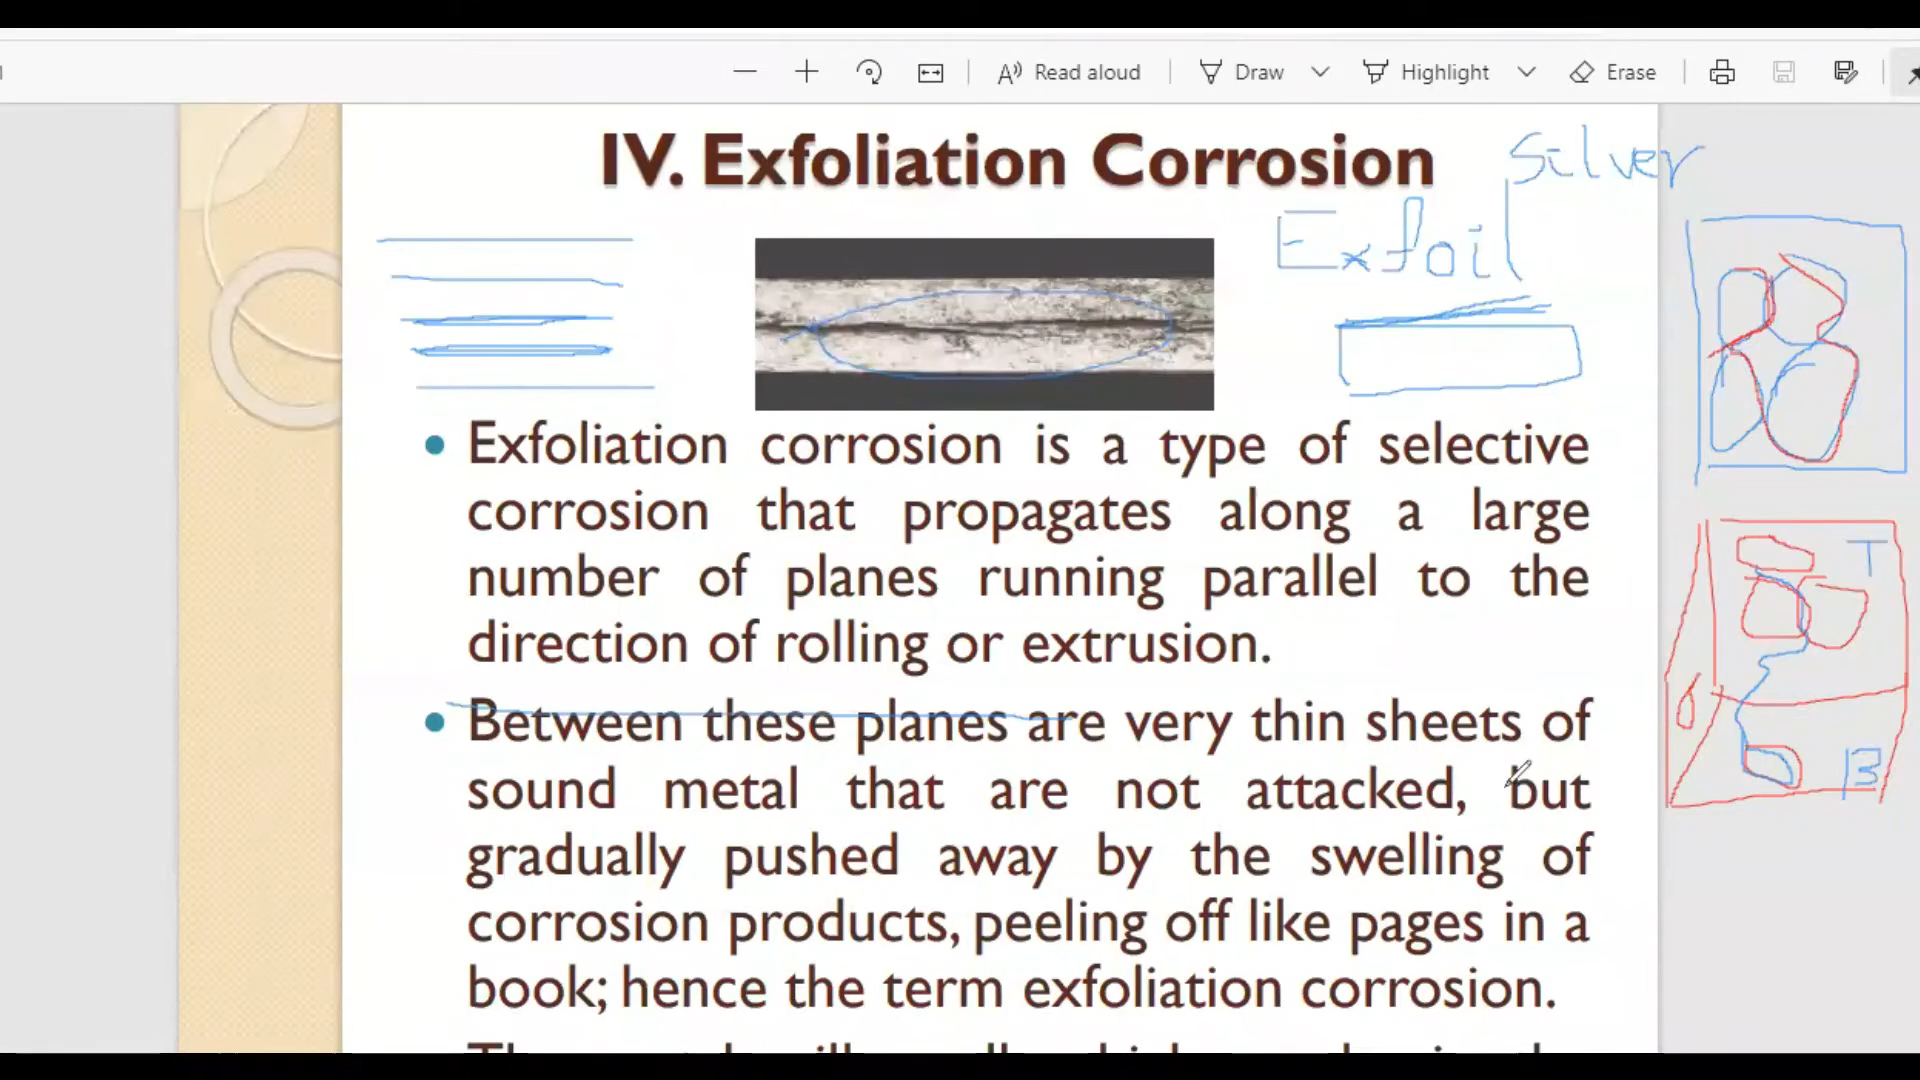 Read aloud Draw Highlight Erase
IV. Exfoliation Corrosion
Silver
Exfoil
• Exfoliation corrosion is a type of selective
corrosion that propagates along a large
number of planes running parallel to the
direction of rolling or extrusion.
T
• Between these planes are very thin sheets of
sound metal that are not attacked, but
B
gradually pushed away by the swelling of
corrosion products, peeling off like pages in a
book; hence the term exfoliation corrosion.